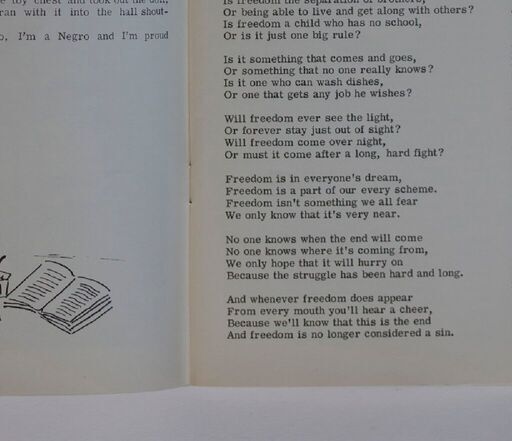 toy chest and took out the doll,
ran with it into the hall shout-
I'm a Negro and I'm proud
Is freedom the separation of brothers,
Or being able to live and get along with others?
Is freedom a child who has no school,
Or is it just one big rule?
Is it something that comes and goes,
Or something that no one really knows?
Is it one who can wash dishes,
Or one that gets any job he wishes?
Will freedom ever see the light,
Or forever stay just out of sight?
Will freedom come over night,
Or must it come after a long, hard fight?
Freedom is in everyone's dream,
Freedom is a part of our every scheme.
Freedom isn't something we all fear
We only know that it's very near.
No one knows when the end will come
No one knows where it's coming from,
We only hope that it will hurry on
Because the struggle has been hard and long.
And whenever freedom does appear
From every mouth you'll hear a cheer,
Because we'll know that this is the end
And freedom is no longer considered a sin.